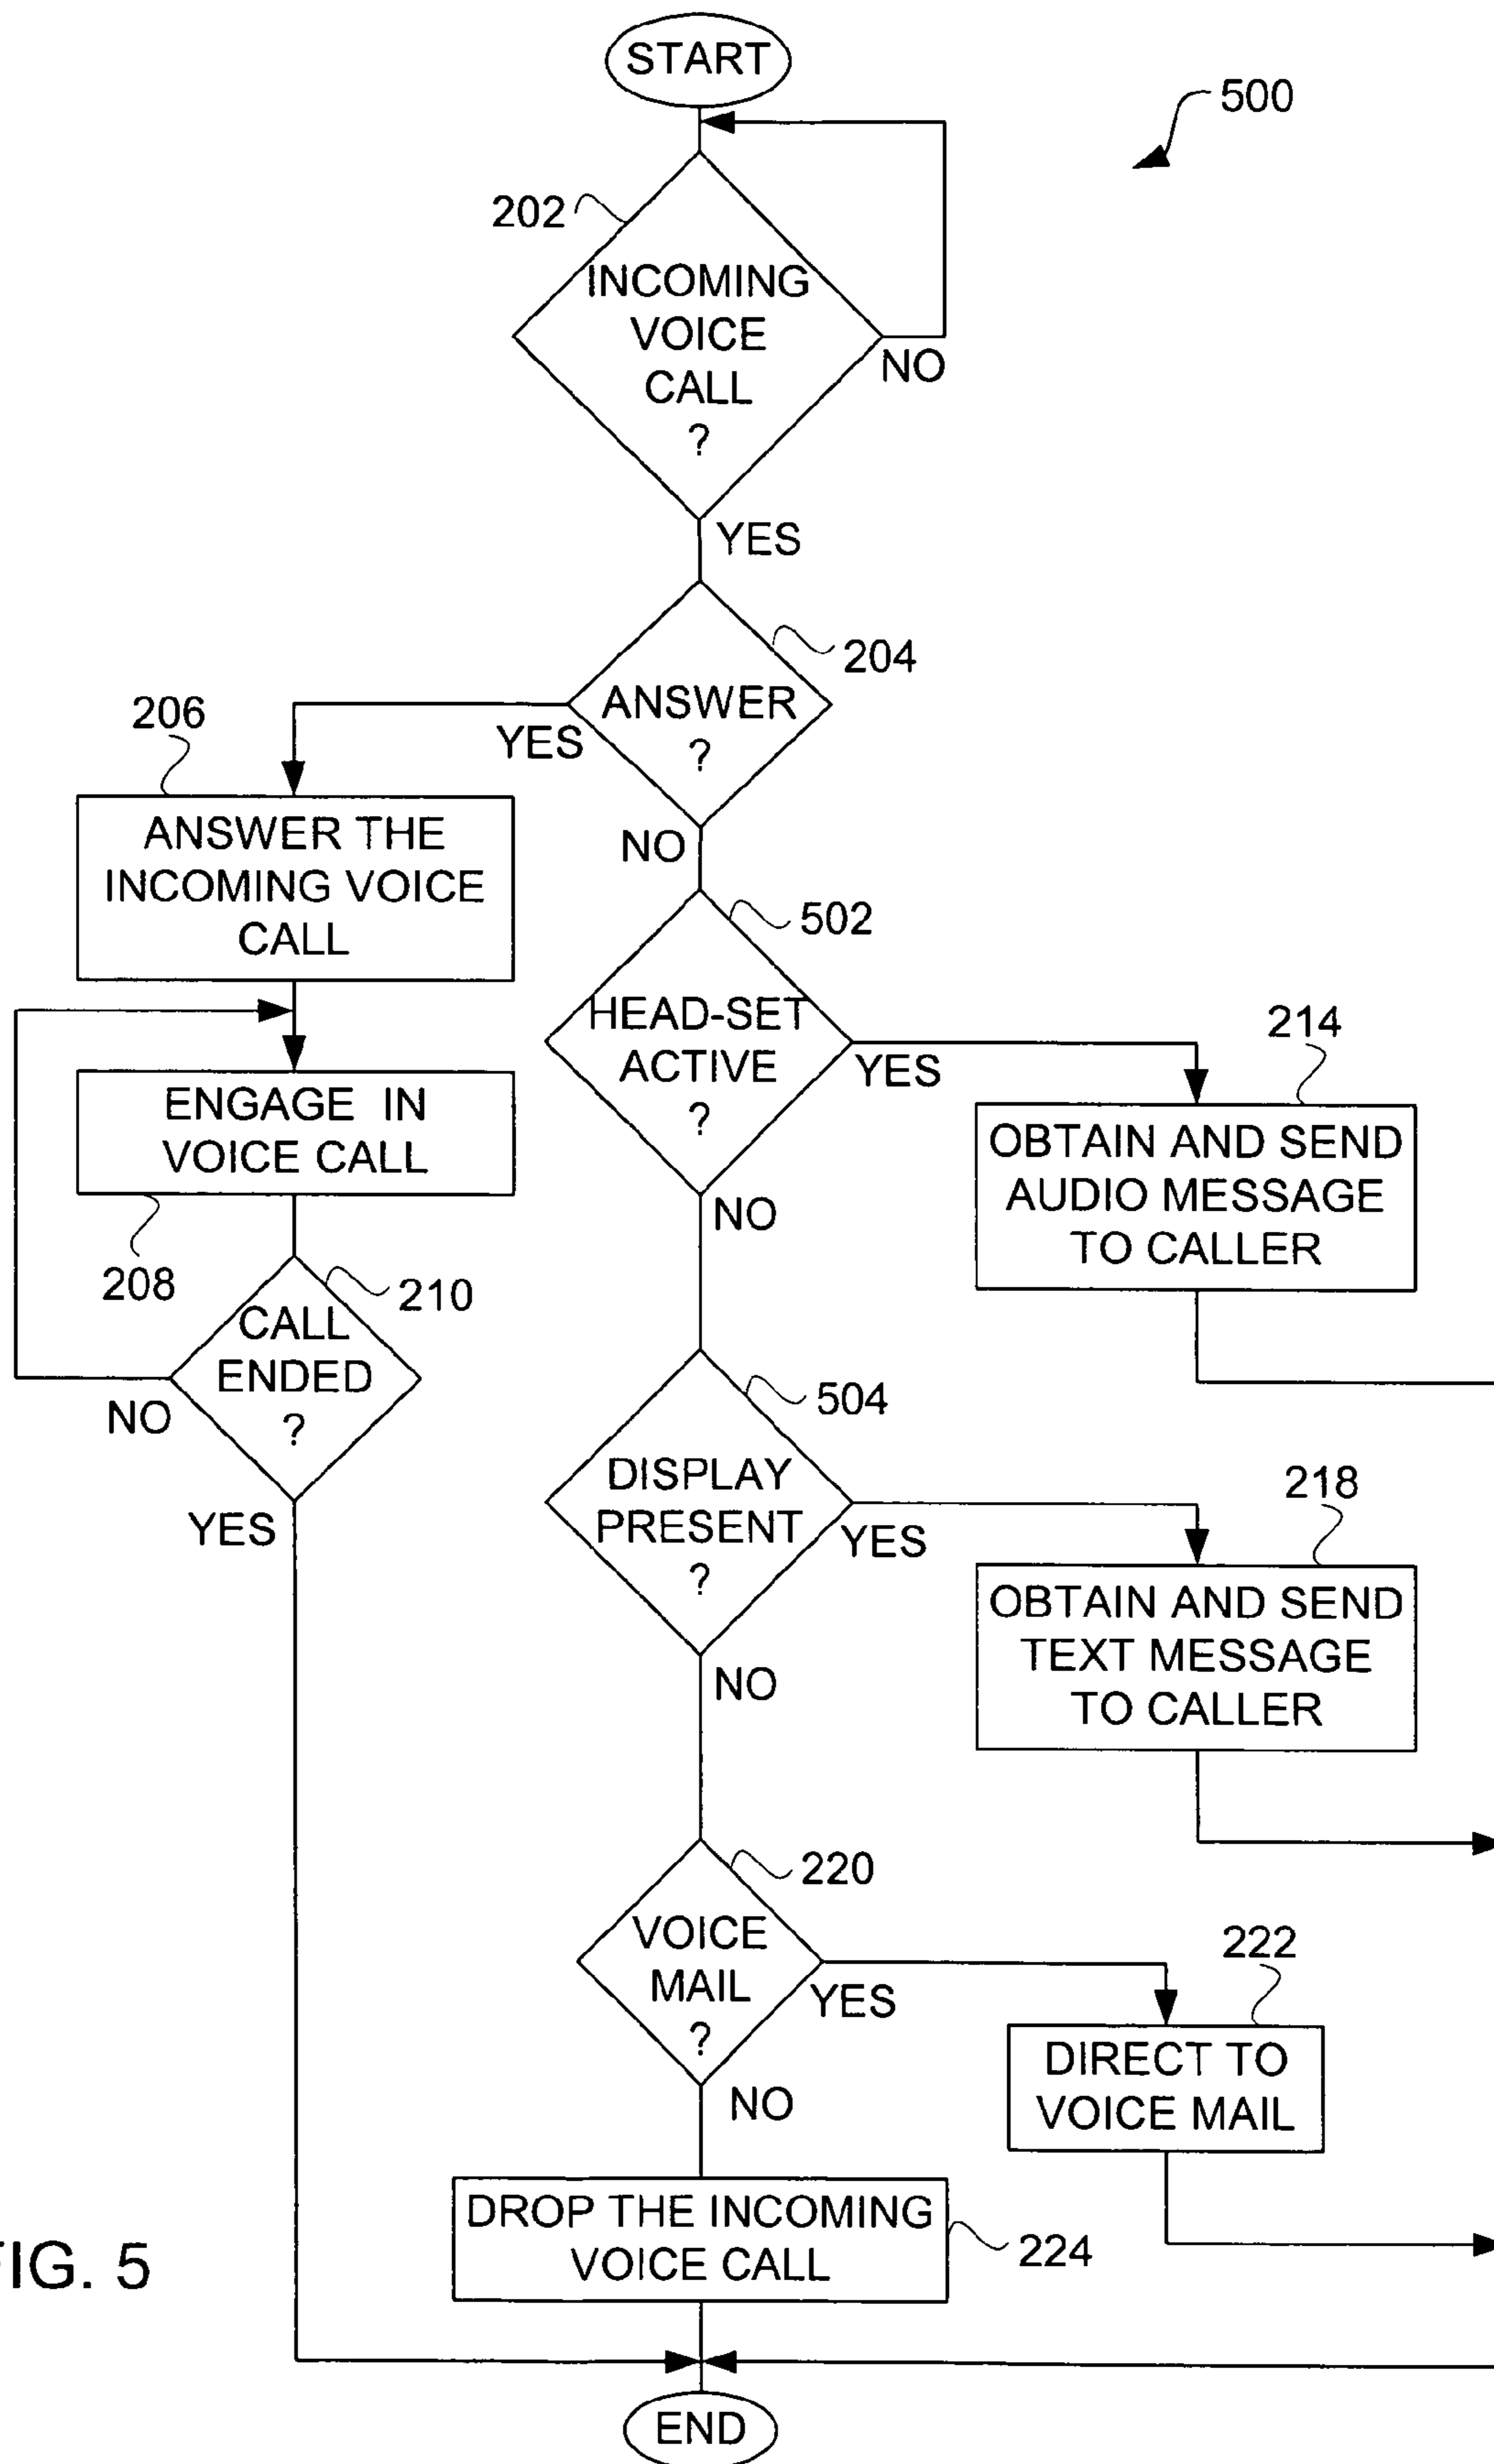 START
500
202
INCOMING
VOICE
CALL
?
NO
YES
204
ANSWER
?
YES
NO
206
ANSWER THE
INCOMING VOICE
CALL
502
HEAD-SET
ACTIVE
?
YES
NO
214
OBTAIN AND SEND
AUDIO MESSAGE
TO CALLER
ENGAGE IN
VOICE CALL
208
210
CALL
ENDED
?
NO
YES
504
DISPLAY
PRESENT
?
YES
NO
218
OBTAIN AND SEND
TEXT MESSAGE
TO CALLER
220
VOICE
MAIL
?
YES
NO
222
DIRECT TO
VOICE MAIL
DROP THE INCOMING
VOICE CALL
224
FIG. 5
END